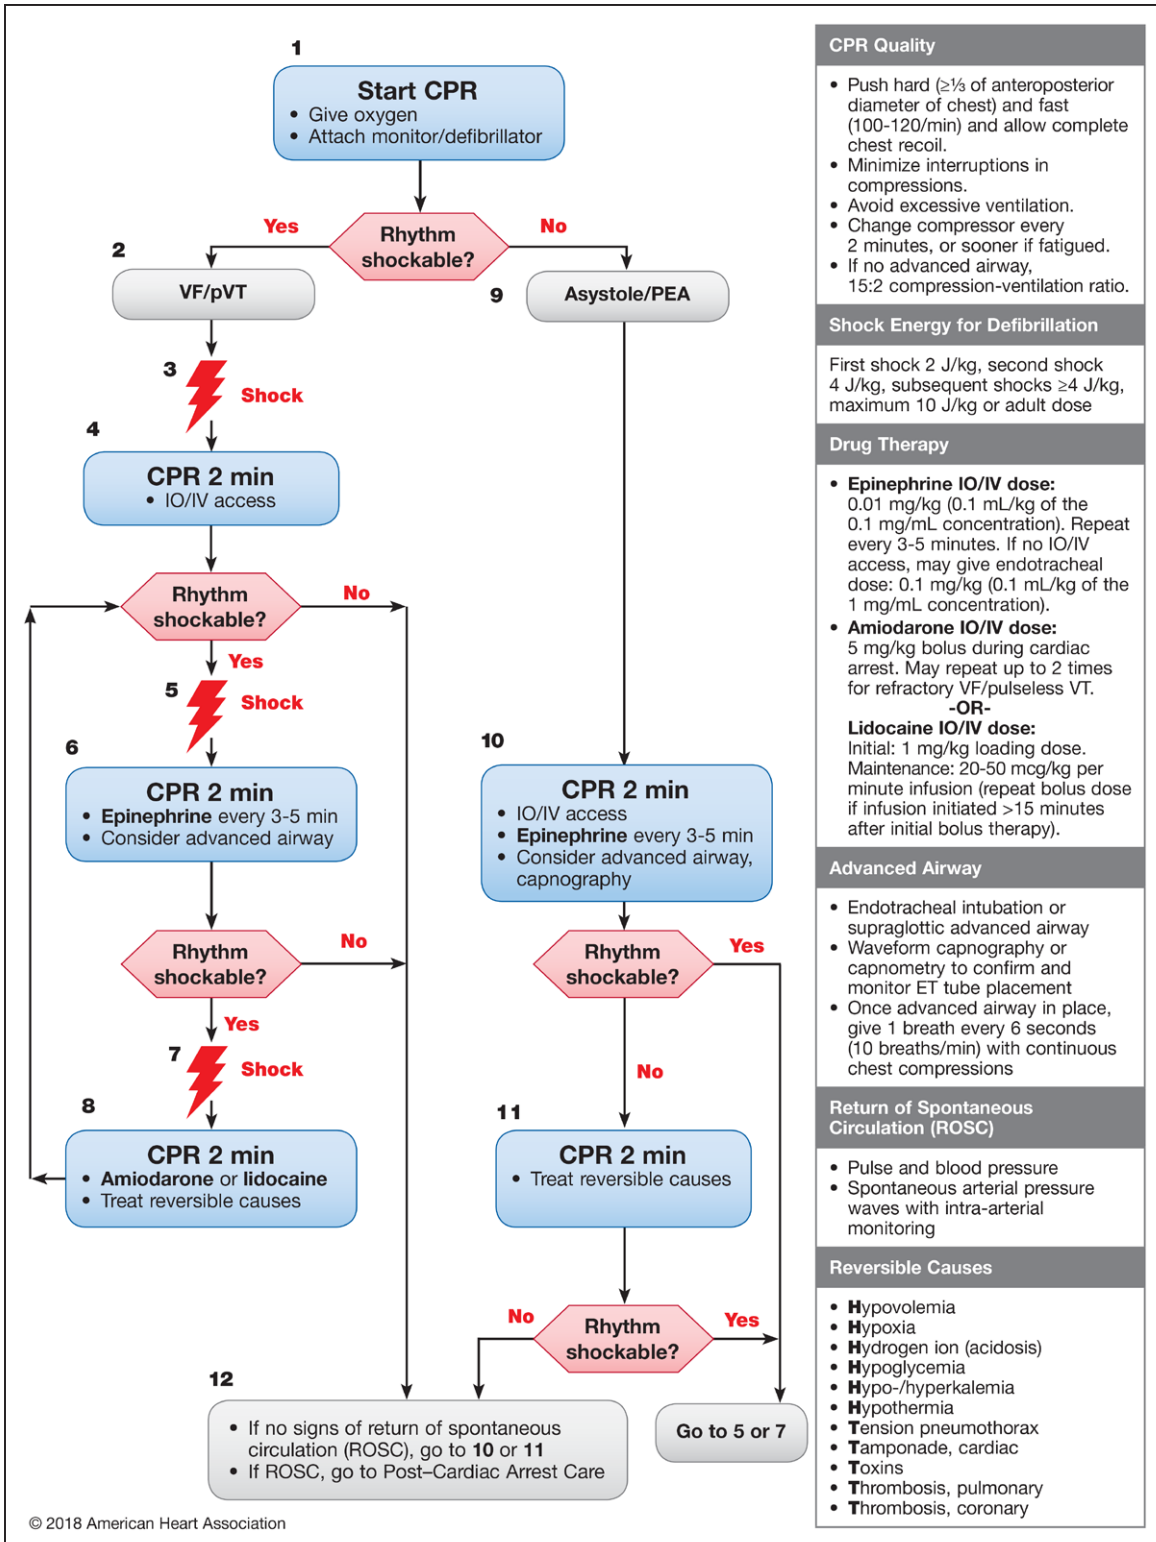 1
Start CPR
• Give oxygen
• Attach monitor/defibrillator
Rhythm
shockable?
Yes
No
2
VF/pVT
9
Asystole/PEA
3
Shock
4
CPR 2 min
• IO/IV access
Rhythm
shockable?
No
Yes
5
Shock
6
CPR 2 min
• Epinephrine every 3-5 min
• Consider advanced airway
Rhythm
shockable?
No
Yes
7
Shock
8
CPR 2 min
• Amiodarone or lidocaine
• Treat reversible causes
10
CPR 2 min
• IO/IV access
• Epinephrine every 3-5 min
• Consider advanced airway,
capnography
Rhythm
shockable?
Yes
No
11
CPR 2 min
• Treat reversible causes
Rhythm
shockable?
No
Yes
12
• If no signs of return of spontaneous
circulation (ROSC), go to 10 or 11
• If ROSC, go to Post–Cardiac Arrest Care
Go to 5 or 7
© 2018 American Heart Association
CPR Quality
• Push hard (≥⅓ of anteroposterior
diameter of chest) and fast
(100-120/min) and allow complete
chest recoil.
• Minimize interruptions in
compressions.
• Avoid excessive ventilation.
• Change compressor every
2 minutes, or sooner if fatigued.
• If no advanced airway,
15:2 compression-ventilation ratio.
Shock Energy for Defibrillation
First shock 2 J/kg, second shock
4 J/kg, subsequent shocks ≥4 J/kg,
maximum 10 J/kg or adult dose
Drug Therapy
• Epinephrine IO/IV dose:
0.01 mg/kg (0.1 mL/kg of the
0.1 mg/mL concentration). Repeat
every 3-5 minutes. If no IO/IV
access, may give endotracheal
dose: 0.1 mg/kg (0.1 mL/kg of the
1 mg/mL concentration).
• Amiodarone IO/IV dose:
5 mg/kg bolus during cardiac
arrest. May repeat up to 2 times
for refractory VF/pulseless VT.
-OR-
Lidocaine IO/IV dose:
Initial: 1 mg/kg loading dose.
Maintenance: 20-50 mcg/kg per
minute infusion (repeat bolus dose
if infusion initiated >15 minutes
after initial bolus therapy).
Advanced Airway
• Endotracheal intubation or
supraglottic advanced airway
• Waveform capnography or
capnometry to confirm and
monitor ET tube placement
• Once advanced airway in place,
give 1 breath every 6 seconds
(10 breaths/min) with continuous
chest compressions
Return of Spontaneous
Circulation (ROSC)
• Pulse and blood pressure
• Spontaneous arterial pressure
waves with intra-arterial
monitoring
Reversible Causes
• Hypovolemia
• Hypoxia
• Hydrogen ion (acidosis)
• Hypoglycemia
• Hypo-/hyperkalemia
• Hypothermia
• Tension pneumothorax
• Tamponade, cardiac
• Toxins
• Thrombosis, pulmonary
• Thrombosis, coronary